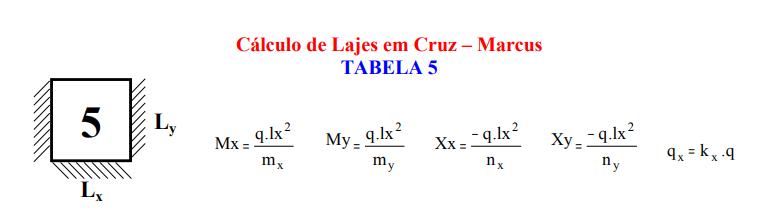 Cálculo de Lajes em Cruz – Marcus
TABELA 5
5
Ly
Lx
Mx = q.lx² / mx
My = q.lx² / my
Xx = - q.lx² / nx
Xy = - q.lx² / ny
qx = kx .q